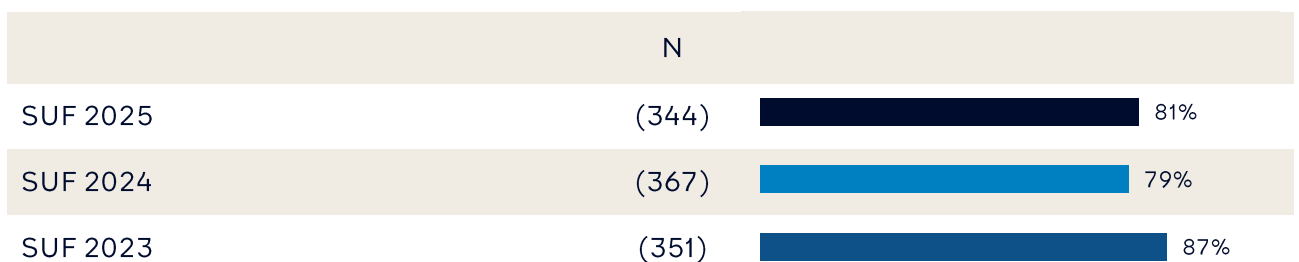 N
SUF 2025 (344) 81%
SUF 2024 (367) 79%
SUF 2023 (351) 87%